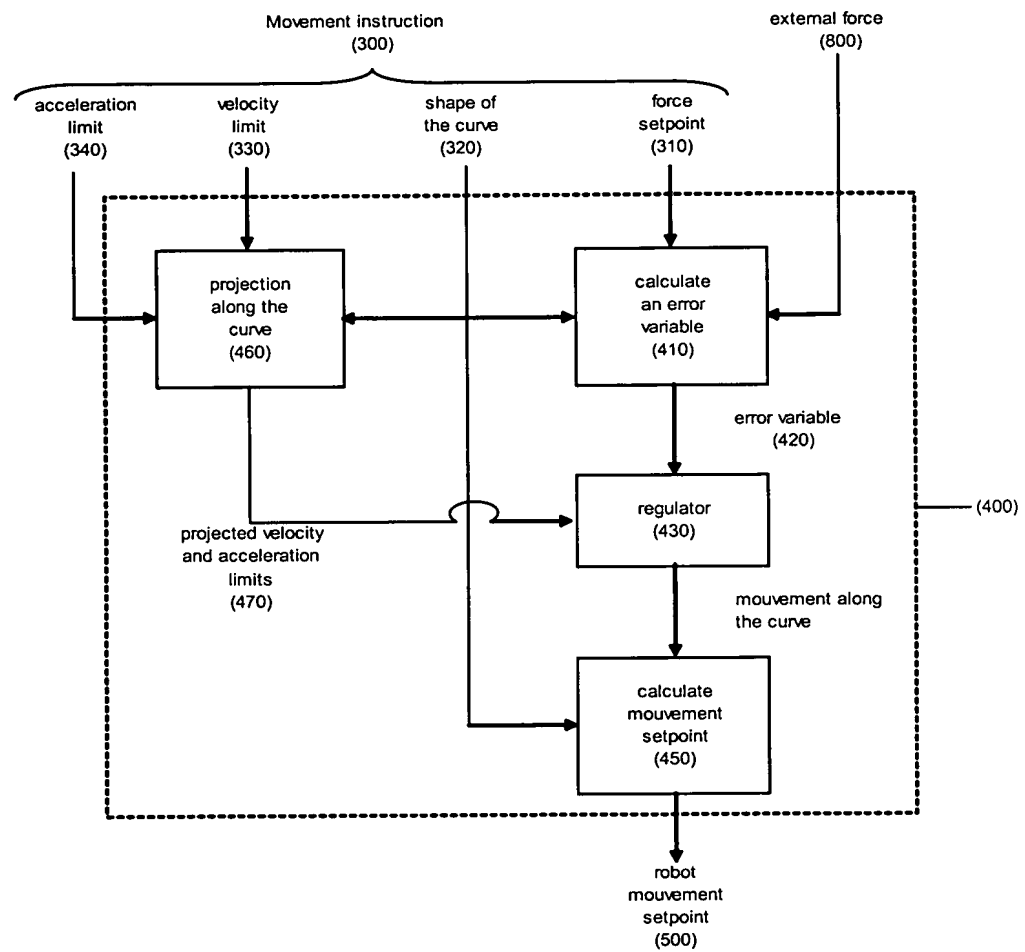 Movement instruction
(300)
external force
(800)
acceleration
limit
(340)
velocity
limit
(330)
shape of
the curve
(320)
force
setpoint
(310)
projection
along the
curve
(460)
calculate
an error
variable
(410)
error variable
(420)
regulator
(430)
(400)
projected velocity
and acceleration
limits
(470)
mouvement along
the curve
calculate
mouvement
setpoint
(450)
robot
mouvement
setpoint
(500)